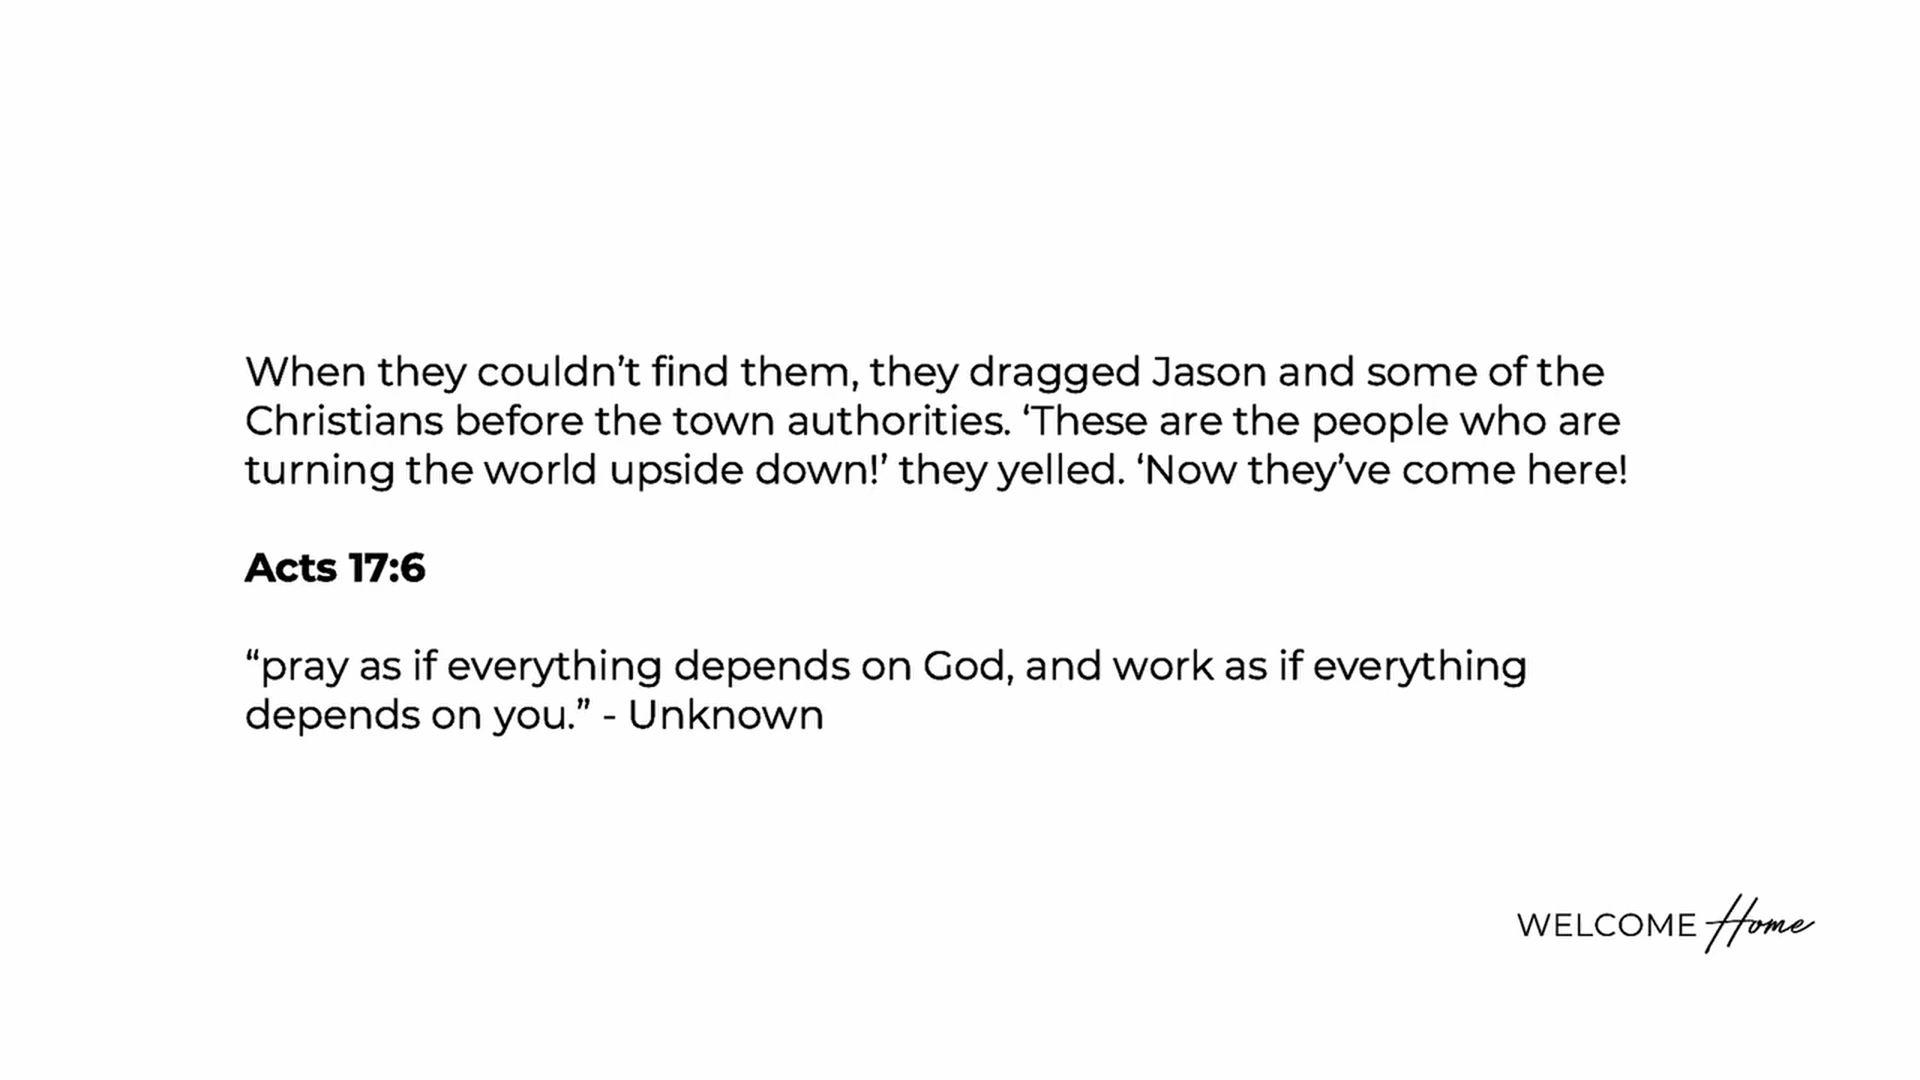 When they couldn’t find them, they dragged Jason and some of the
Christians before the town authorities. ‘These are the people who are
turning the world upside down!’ they yelled. ‘Now they’ve come here!
Acts 17:6
“pray as if everything depends on God, and work as if everything
depends on you.” - Unknown
WELCOME Home